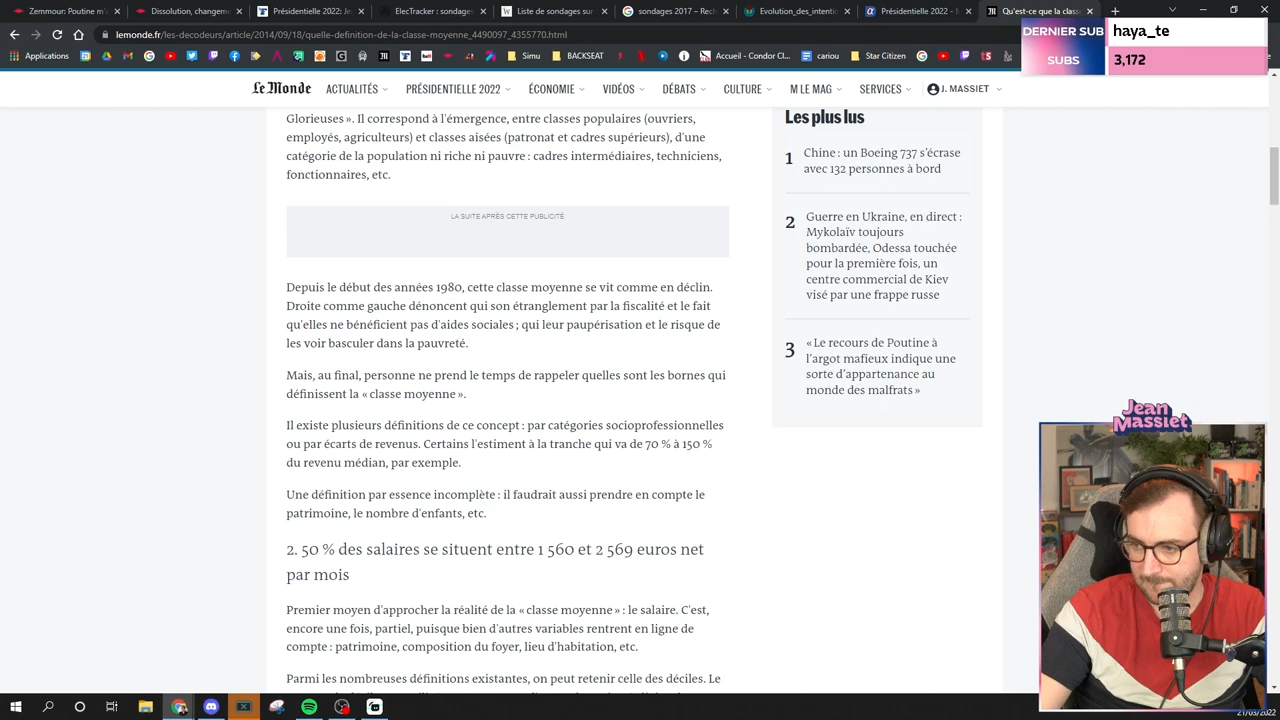 Zemmour: Poutine m'
Dissolution, changem
Présidentielle 2022: Je
ElecTracker : sondages
Liste de sondages sur
sondages 2017 – Rech
Evolution_des_intentio
Présidentielle 2022 –
Qu'est-ce que la class
lemonde.fr/les-decodeurs/article/2014/09/18/quelle-definition-de-la-classe-moyenne_4490097_4355770.html
Applications
Simu
BACKSEAT
Accueil - Condor Cl...
cariou
Star Citizen
Groupe
DERNIER SUB
haya_te
SUBS
3,172
Le Monde
ACTUALITÉS
PRÉSIDENTIELLE 2022
ÉCONOMIE
VIDÉOS
DÉBATS
CULTURE
M LE MAG
SERVICES
J. MASSIET
Glorieuses ». Il correspond à l'émergence, entre classes populaires (ouvriers,
employés, agriculteurs) et classes aisées (patronat et cadres supérieurs), d'une
catégorie de la population ni riche ni pauvre : cadres intermédiaires, techniciens,
fonctionnaires, etc.
LA SUITE APRÈS CETTE PUBLICITÉ
Depuis le début des années 1980, cette classe moyenne se vit comme en déclin.
Droite comme gauche dénoncent qui son étranglement par la fiscalité et le fait
qu'elles ne bénéficient pas d'aides sociales ; qui leur paupérisation et le risque de
les voir basculer dans la pauvreté.
Mais, au final, personne ne prend le temps de rappeler quelles sont les bornes qui
définissent la « classe moyenne ».
Il existe plusieurs définitions de ce concept : par catégories socioprofessionnelles
ou par écarts de revenus. Certains l'estiment à la tranche qui va de 70 % à 150 %
du revenu médian, par exemple.
Une définition par essence incomplète : il faudrait aussi prendre en compte le
patrimoine, le nombre d'enfants, etc.
2. 50 % des salaires se situent entre 1 560 et 2 569 euros net
par mois
Premier moyen d'approcher la réalité de la « classe moyenne » : le salaire. C'est,
encore une fois, partiel, puisque bien d'autres variables rentrent en ligne de
compte : patrimoine, composition du foyer, lieu d'habitation, etc.
Parmi les nombreuses définitions existantes, on peut retenir celle des déciles. Le
Les plus lus
1
Chine : un Boeing 737 s'écrase
avec 132 personnes à bord
2
Guerre en Ukraine, en direct :
Mykolaïv toujours
bombardée, Odessa touchée
pour la première fois, un
centre commercial de Kiev
visé par une frappe russe
3
« Le recours de Poutine à
l'argot mafieux indique une
sorte d'appartenance au
monde des malfrats »
Jean
Massiet
21/03/2022